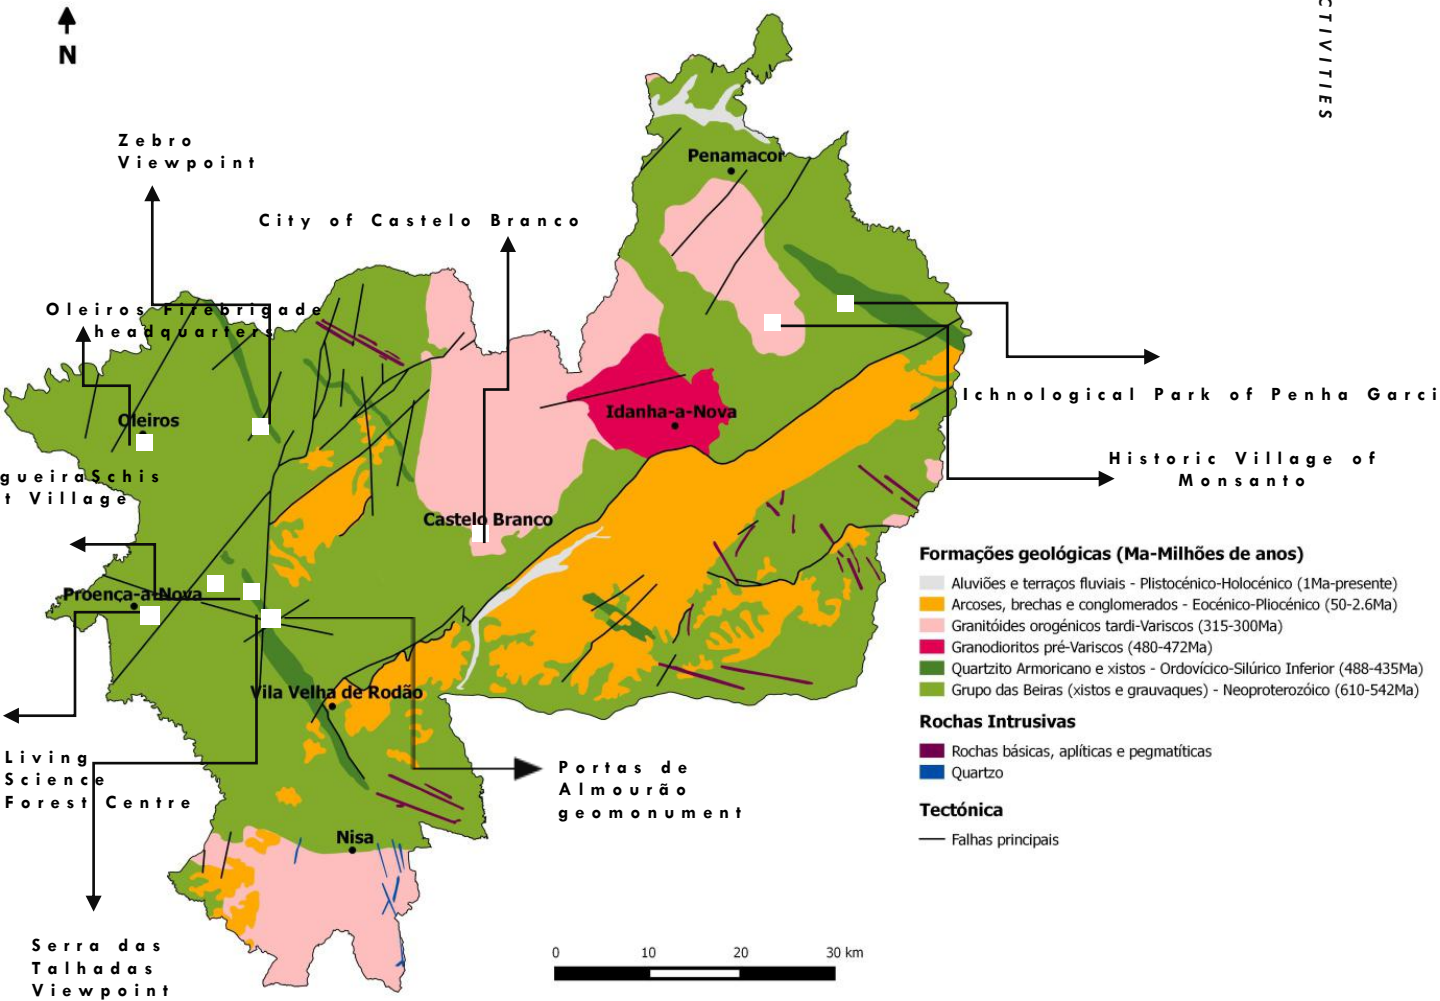 CTIVITIES
N
Zebro
Viewpoint
City of Castelo Branco
Penamacor
Oleiros Firebrigade
headquarters
Oleiros
Idanha-a-Nova
Ichnological Park of Penha Garci
gueiraSchis
t Village
Castelo Branco
Historic Village of
Monsanto
Proença-a-Nova
Vila Velha de Rodão
Living
Science
Forest Centre
Portas de
Almourão
geomonument
Nisa
Serra das
Talhadas
Viewpoint
Formações geológicas (Ma-Milhões de anos)
Aluviões e terraços fluviais - Plistocénico-Holocénico (1Ma-presente)
Arcoses, brechas e conglomerados - Eocénico-Pliocénico (50-2.6Ma)
Granitóides orogénicos tardi-Variscos (315-300Ma)
Granodioritos pré-Variscos (480-472Ma)
Quartzito Armoricano e xistos - Ordovícico-Silúrico Inferior (488-435Ma)
Grupo das Beiras (xistos e grauvaques) - Neoproterozóico (610-542Ma)
Rochas Intrusivas
Rochas básicas, aplíticas e pegmatíticas
Quartzo
Tectónica
Falhas principais
0 10 20 30 km